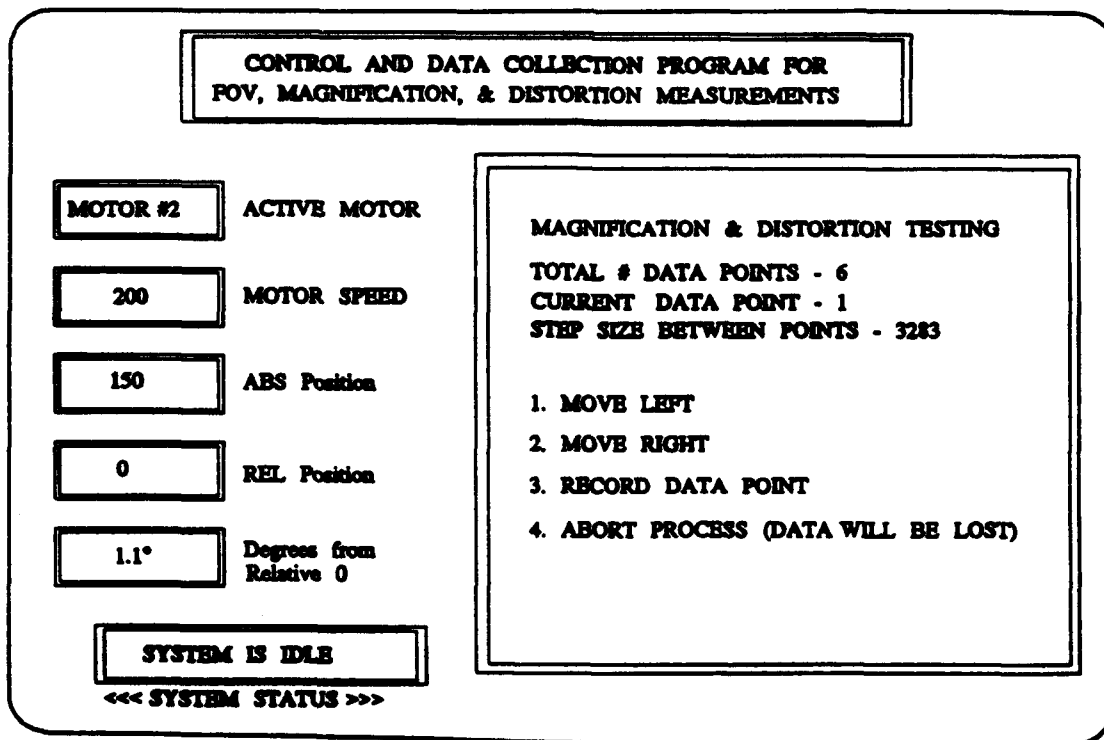 CONTROL AND DATA COLLECTION PROGRAM FOR
FOV, MAGNIFICATION, & DISTORTION MEASUREMENTS
MOTOR #2 ACTIVE MOTOR
200 MOTOR SPEED
150 ABS Position
0 REL Position
1.1° Degrees from
Relative 0
SYSTEM IS IDLE
<<< SYSTEM STATUS >>>
MAGNIFICATION & DISTORTION TESTING
TOTAL # DATA POINTS - 6
CURRENT DATA POINT - 1
STEP SIZE BETWEEN POINTS - 3283
1. MOVE LEFT
2. MOVE RIGHT
3. RECORD DATA POINT
4. ABORT PROCESS (DATA WILL BE LOST)